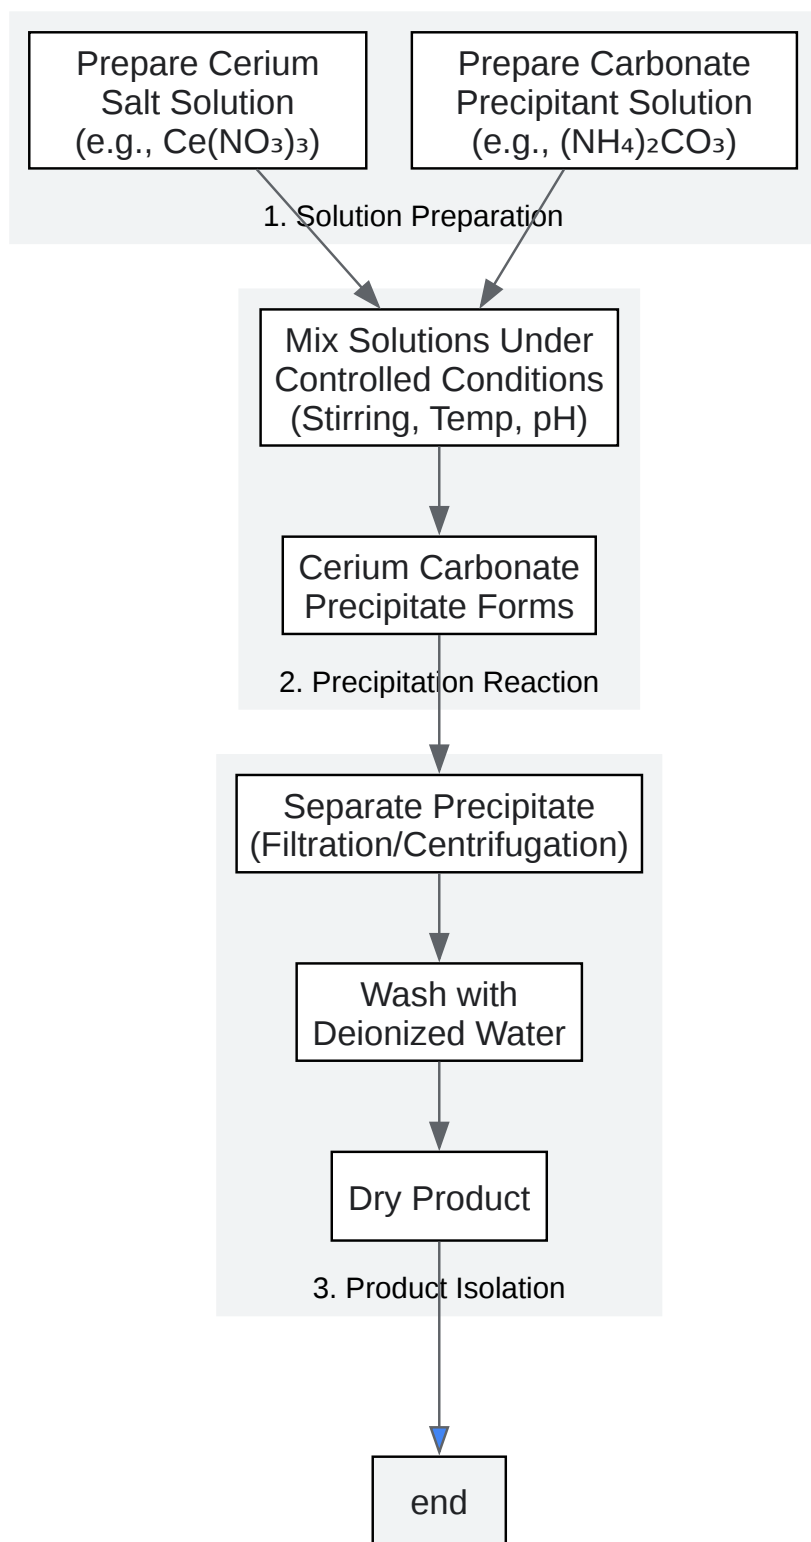 Prepare Cerium
Salt Solution
(e.g., Ce(NO₃)₃)
Prepare Carbonate
Precipitant Solution
(e.g., (NH₄)₂CO₃)
1. Solution Preparation
Mix Solutions Under
Controlled Conditions
(Stirring, Temp, pH)
Cerium Carbonate
Precipitate Forms
2. Precipitation Reaction
Separate Precipitate
(Filtration/Centrifugation)
Wash with
Deionized Water
Dry Product
3. Product Isolation
end